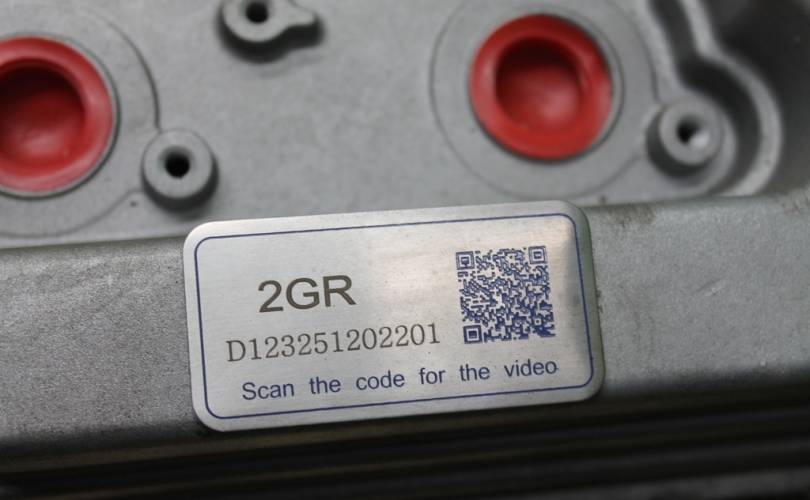 2GR
D123251202201
Scan the code for the video